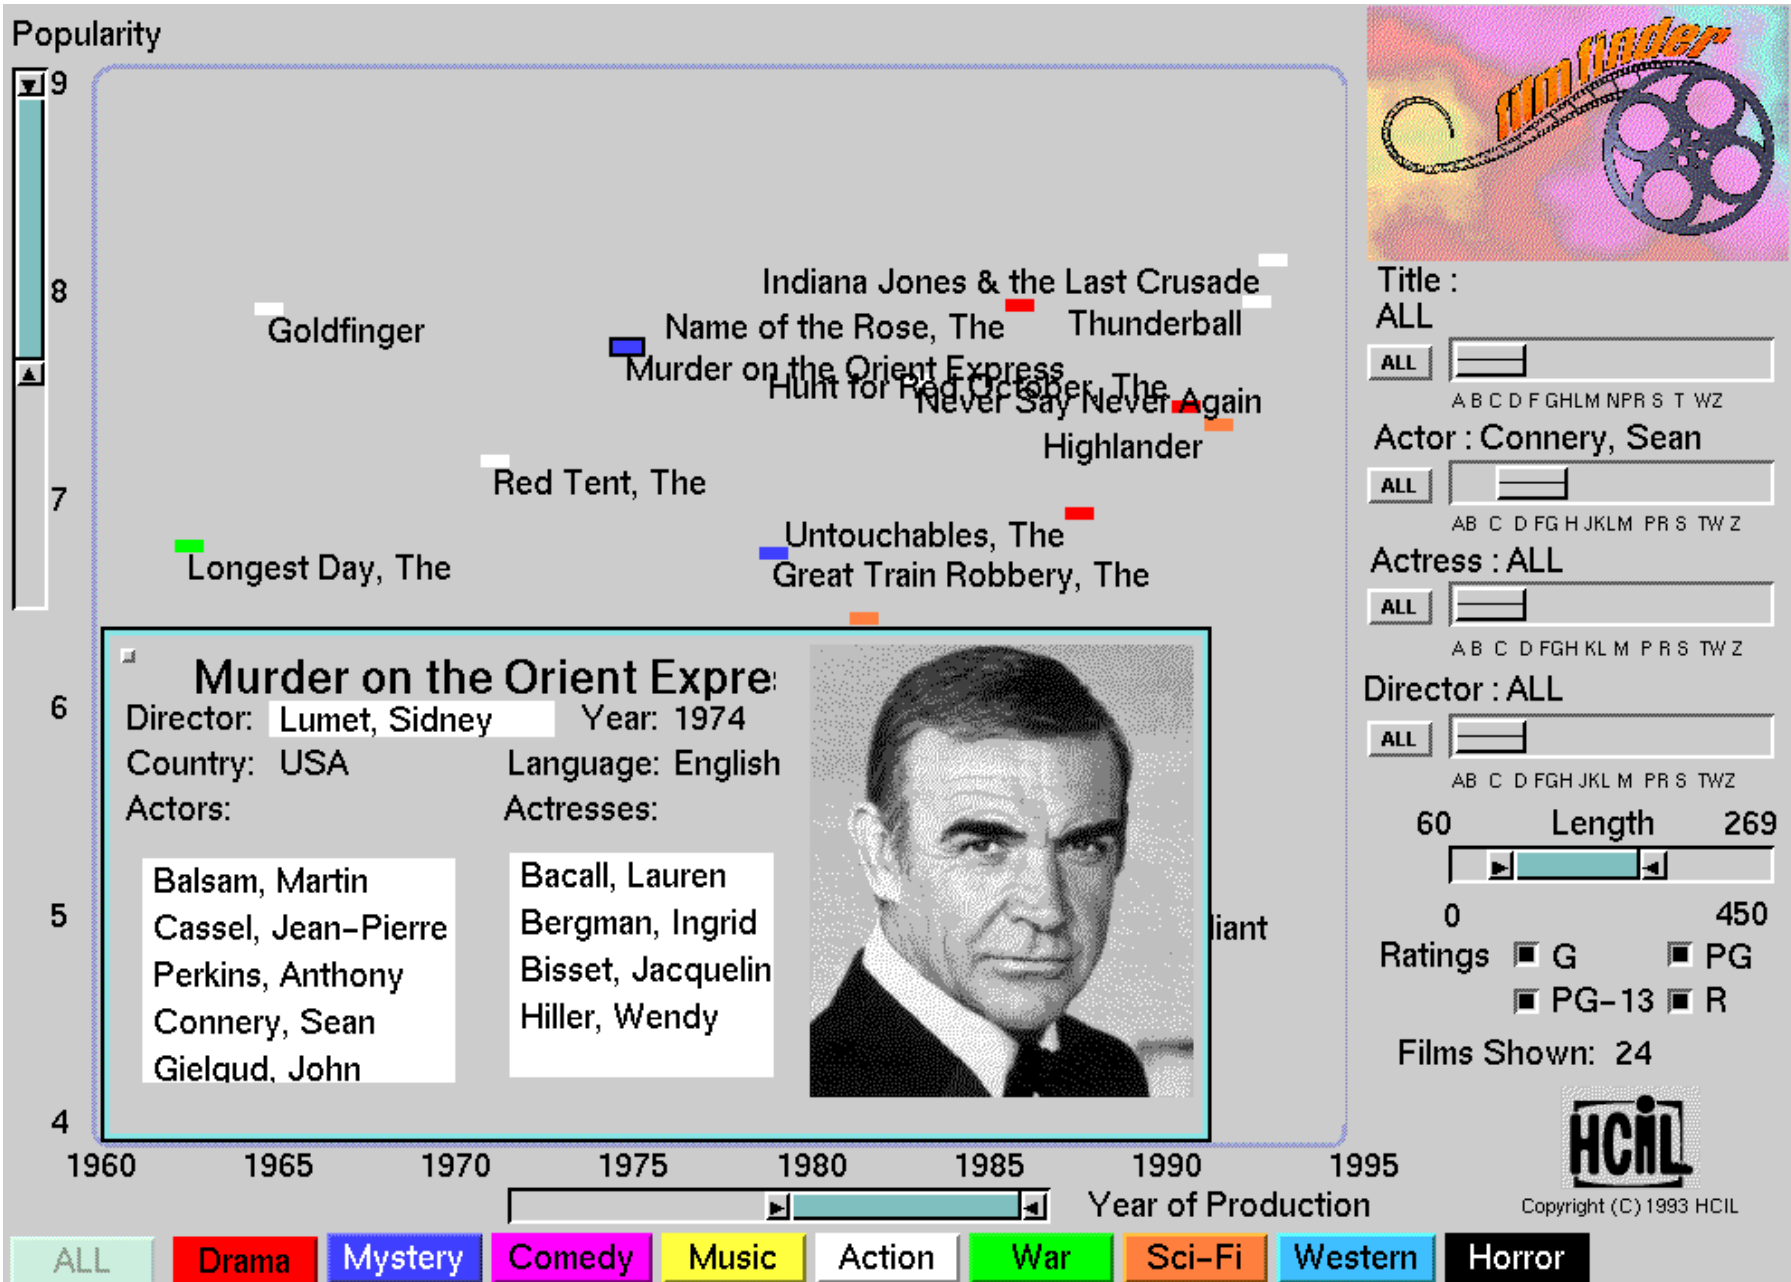 Popularity
9
8
7
6
5
4
film finder
Indiana Jones & the Last Crusade
Goldfinger
Name of the Rose, The
Thunderball
Murder on the Orient Express
Hunt for Red October, The
Never Say Never Again
Highlander
Red Tent, The
Untouchables, The
Longest Day, The
Great Train Robbery, The
Murder on the Orient Expre
Director: Lumet, Sidney Year: 1974
Country: USA Language: English
Actors: Actresses:
Balsam, Martin
Cassel, Jean-Pierre
Perkins, Anthony
Connery, Sean
Gielgud, John
Bacall, Lauren
Bergman, Ingrid
Bisset, Jacquelin
Hiller, Wendy
liant
1960 1965 1970 1975 1980 1985 1990 1995
Year of Production
Title :
ALL
ALL
A B C D F GHLM NPR S T WZ
Actor : Connery, Sean
ALL
AB C D FG H JKLM PR S TW Z
Actress : ALL
ALL
A B C D FGH KL M P R S TW Z
Director : ALL
ALL
AB C D FGH JKL M PR S TWZ
60 Length 269
0 450
Ratings G PG
PG-13 R
Films Shown: 24
HCIL
Copyright (C) 1993 HCIL
ALL Drama Mystery Comedy Music Action War Sci-Fi Western Horror